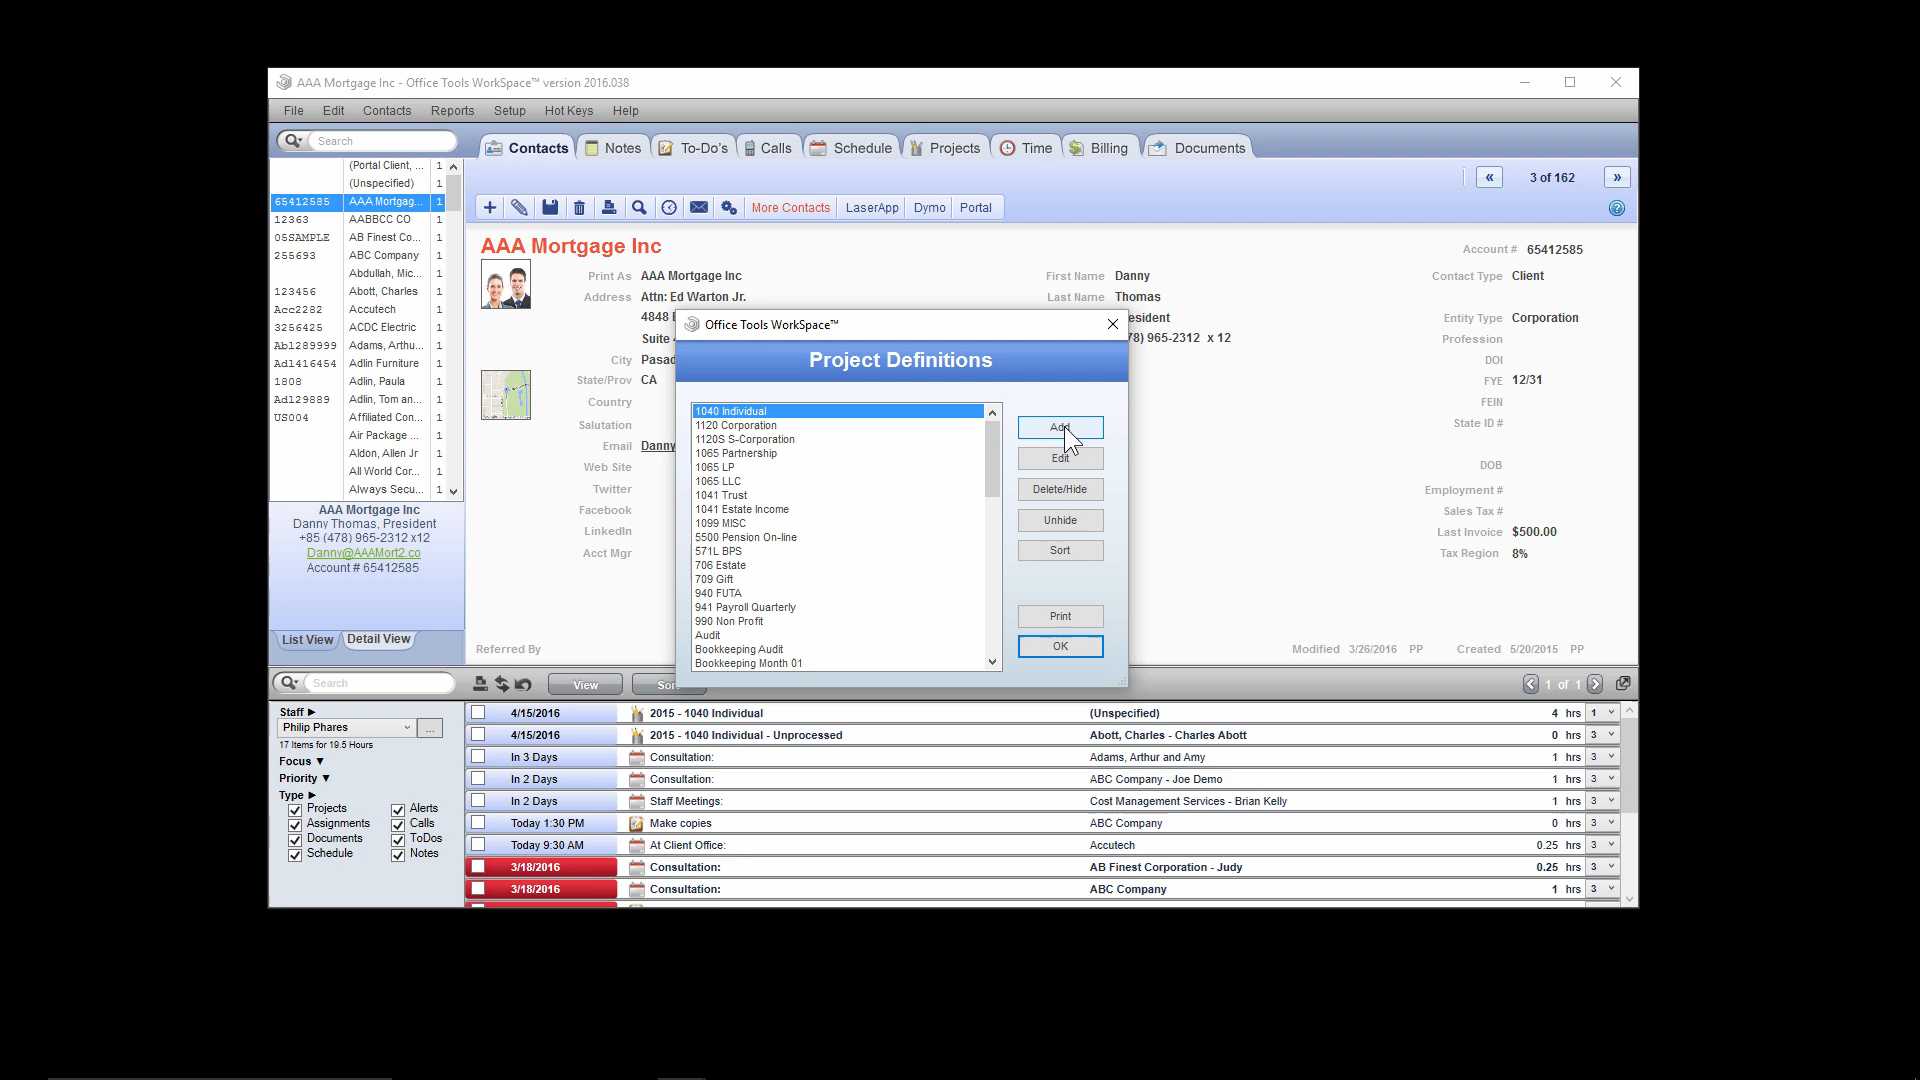 AAA Mortgage Inc - Office Tools WorkSpace™ version 2016.038
File Edit Contacts Reports Setup Hot Keys Help
Search
Contacts Notes To-Do's Calls Schedule Projects Time Billing Documents
« 3 of 162 »
More Contacts LaserApp Dymo Portal
(Portal Client, ... 1
(Unspecified) 1
65412585 AAA Mortgag... 1
12363 AABBCC CO 1
05SAMPLE AB Finest Co... 1
255693 ABC Company 1
Abdullah, Mic... 1
123456 Abott, Charles 1
Acc2282 Accutech 1
3256425 ACDC Electric 1
Ab1289999 Adams, Arthu... 1
Ad1416454 Adlin Furniture 1
1808 Adlin, Paula 1
Ad129889 Adlin, Tom an... 1
US004 Affiliated Con... 1
Air Package ... 1
Aldon, Allen Jr 1
All World Cor... 1
Always Secu... 1
AAA Mortgage Inc
Danny Thomas, President
+85 (478) 965-2312 x12
Danny@AAAMort2.co
Account # 65412585
List View Detail View
AAA Mortgage Inc
Print As AAA Mortgage Inc
Address Attn: Ed Warton Jr.
4848
Suite
City Pasad
State/Prov CA
Country
Salutation
Email Danny
Web Site
Twitter
Facebook
LinkedIn
Acct Mgr
Referred By
First Name Danny
Last Name Thomas
esident
78) 965-2312 x 12
Account # 65412585
Contact Type Client
Entity Type Corporation
Profession
DOI
FYE 12/31
FEIN
State ID #
DOB
Employment #
Sales Tax #
Last Invoice $500.00
Tax Region 8%
Modified 3/26/2016 PP Created 5/20/2015 PP
Office Tools WorkSpace™
Project Definitions
1040 Individual
1120 Corporation
1120S S-Corporation
1065 Partnership
1065 LP
1065 LLC
1041 Trust
1041 Estate Income
1099 MISC
5500 Pension On-line
571L BPS
706 Estate
709 Gift
940 FUTA
941 Payroll Quarterly
990 Non Profit
Audit
Bookkeeping Audit
Bookkeeping Month 01
Add
Edit
Delete/Hide
Unhide
Sort
Print
OK
Search
View Sor
1 of 1
Staff
Philip Phares ...
17 Items for 19.5 Hours
Focus
Priority
Type
Projects Alerts
Assignments Calls
Documents ToDos
Schedule Notes
4/15/2016 2015 - 1040 Individual (Unspecified) 4 hrs 1
4/15/2016 2015 - 1040 Individual - Unprocessed Abott, Charles - Charles Abott 0 hrs 3
In 3 Days Consultation: Adams, Arthur and Amy 1 hrs 3
In 2 Days Consultation: ABC Company - Joe Demo 1 hrs 3
In 2 Days Staff Meetings: Cost Management Services - Brian Kelly 1 hrs 3
Today 1:30 PM Make copies ABC Company 0 hrs 3
Today 9:30 AM At Client Office: Accutech 0.25 hrs 3
3/18/2016 Consultation: AB Finest Corporation - Judy 0.25 hrs 3
3/18/2016 Consultation: ABC Company 1 hrs 3